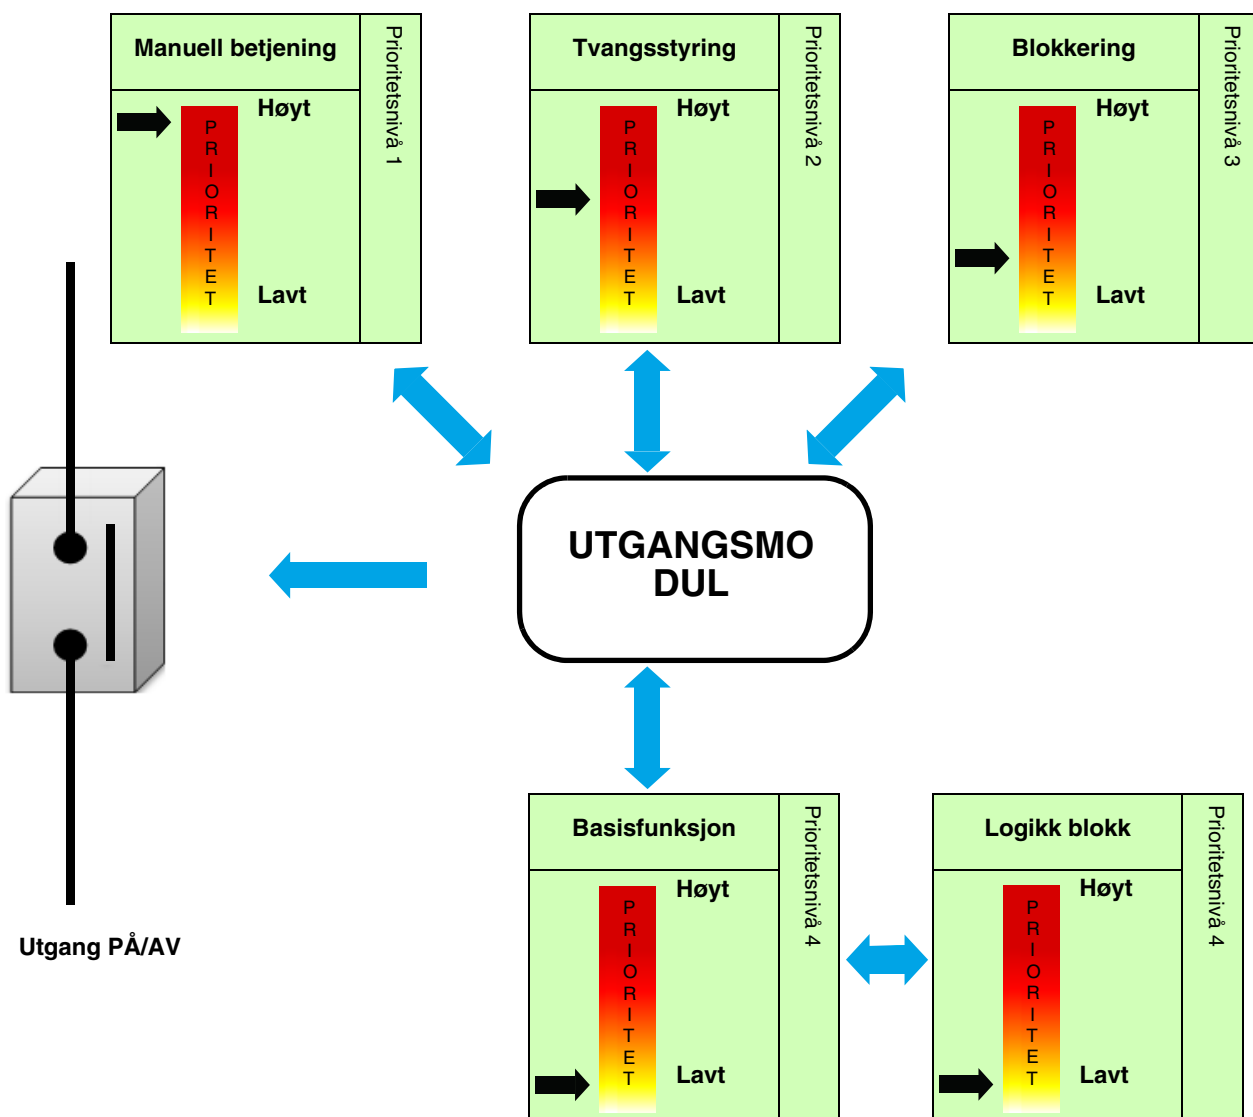 Manuell betjening
Prioritetsnivå 1
Høyt
PRIORITET
Lavt
Tvangsstyring
Prioritetsnivå 2
Høyt
PRIORITET
Lavt
Blokkering
Prioritetsnivå 3
Høyt
PRIORITET
Lavt
UTGANGSMO
DUL
Utgang PÅ/AV
Basisfunksjon
Prioritetsnivå 4
Høyt
PRIORITET
Lavt
Logikk blokk
Prioritetsnivå 4
Høyt
PRIORITET
Lavt